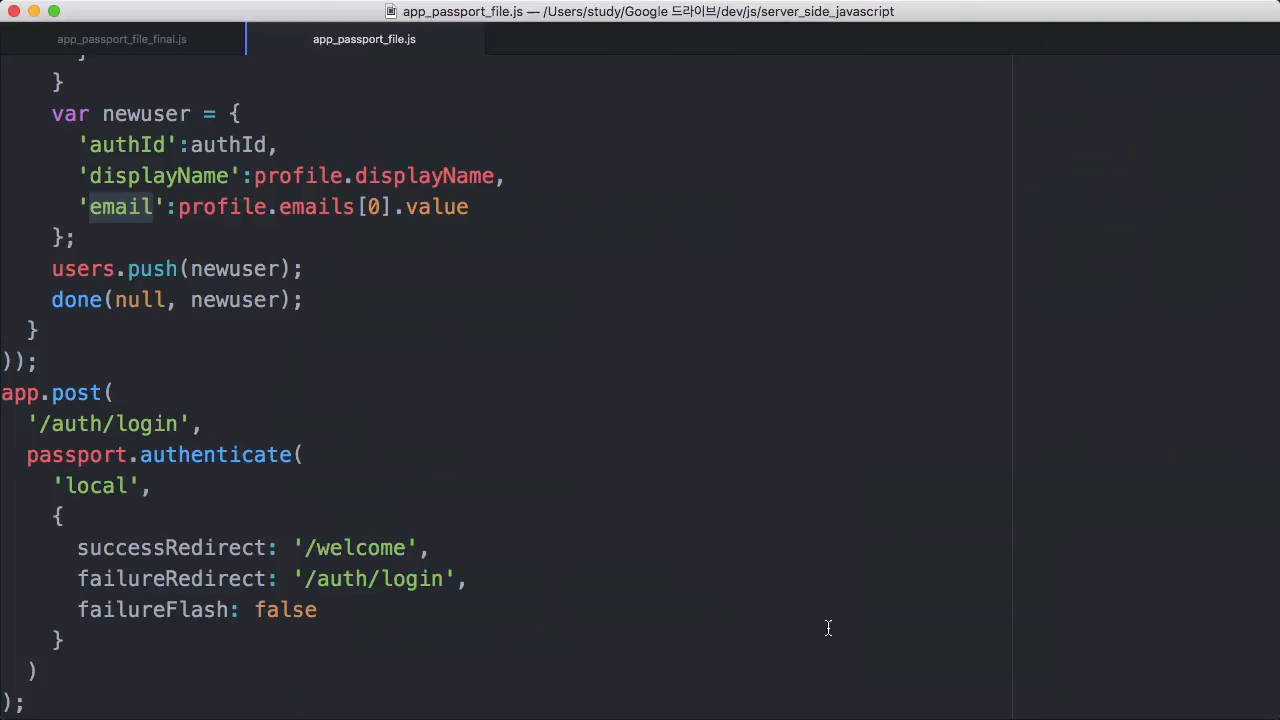 app_passport_file.js — /Users/study/Google 드라이브/dev/js/server_side_javascript
app_passport_file_final.js
app_passport_file.js
}
}
var newuser = {
'authId':authId,
'displayName':profile.displayName,
'email':profile.emails[0].value
};
users.push(newuser);
done(null, newuser);
}
));
app.post(
'/auth/login',
passport.authenticate(
'local',
{
successRedirect: '/welcome',
failureRedirect: '/auth/login',
failureFlash: false
}
)
);